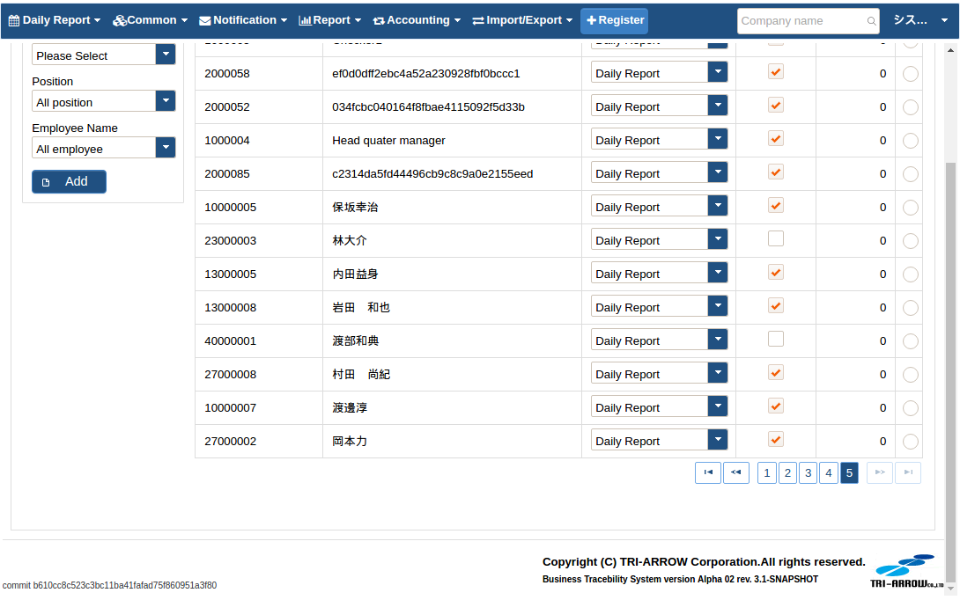 Daily Report Common Notification Report Accounting Import/Export Register Company name シス...
Please Select
Position
All position
Employee Name
All employee
Add
2000058 ef0d0dff2ebc4a52a230928fbf0bccc1 Daily Report 0
2000052 034fcbc040164f8fbae4115092f5d33b Daily Report 0
1000004 Head quater manager Daily Report 0
2000085 c2314da5fd44496cb9c8c9a0e2155eed Daily Report 0
10000005 保坂幸治 Daily Report 0
23000003 林大介 Daily Report 0
13000005 内田益身 Daily Report 0
13000008 岩田　和也 Daily Report 0
40000001 渡部和典 Daily Report 0
27000008 村田　尚紀 Daily Report 0
10000007 渡邊淳 Daily Report 0
27000002 岡本力 Daily Report 0
1 2 3 4 5
Copyright (C) TRI-ARROW Corporation.All rights reserved.
Business Tracebility System version Alpha 02 rev. 3.1-SNAPSHOT
TRI-ARROW Co.,LTD
commit b610cc8c523c3bc11ba41fafad75f860951a3f80